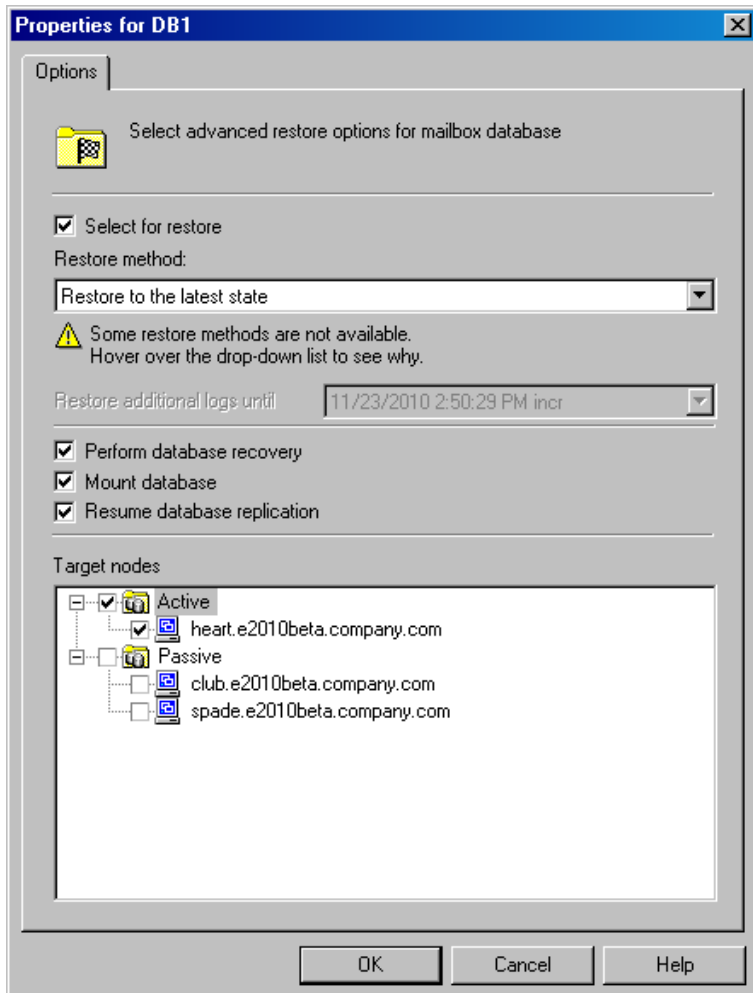 Properties for DB1
Options
Select advanced restore options for mailbox database
Select for restore
Restore method:
Restore to the latest state
Some restore methods are not available.
Hover over the drop-down list to see why.
Restore additional logs until 11/23/2010 2:50:29 PM incr
Perform database recovery
Mount database
Resume database replication
Target nodes
Active
heart.e2010beta.company.com
Passive
club.e2010beta.company.com
spade.e2010beta.company.com
OK Cancel Help